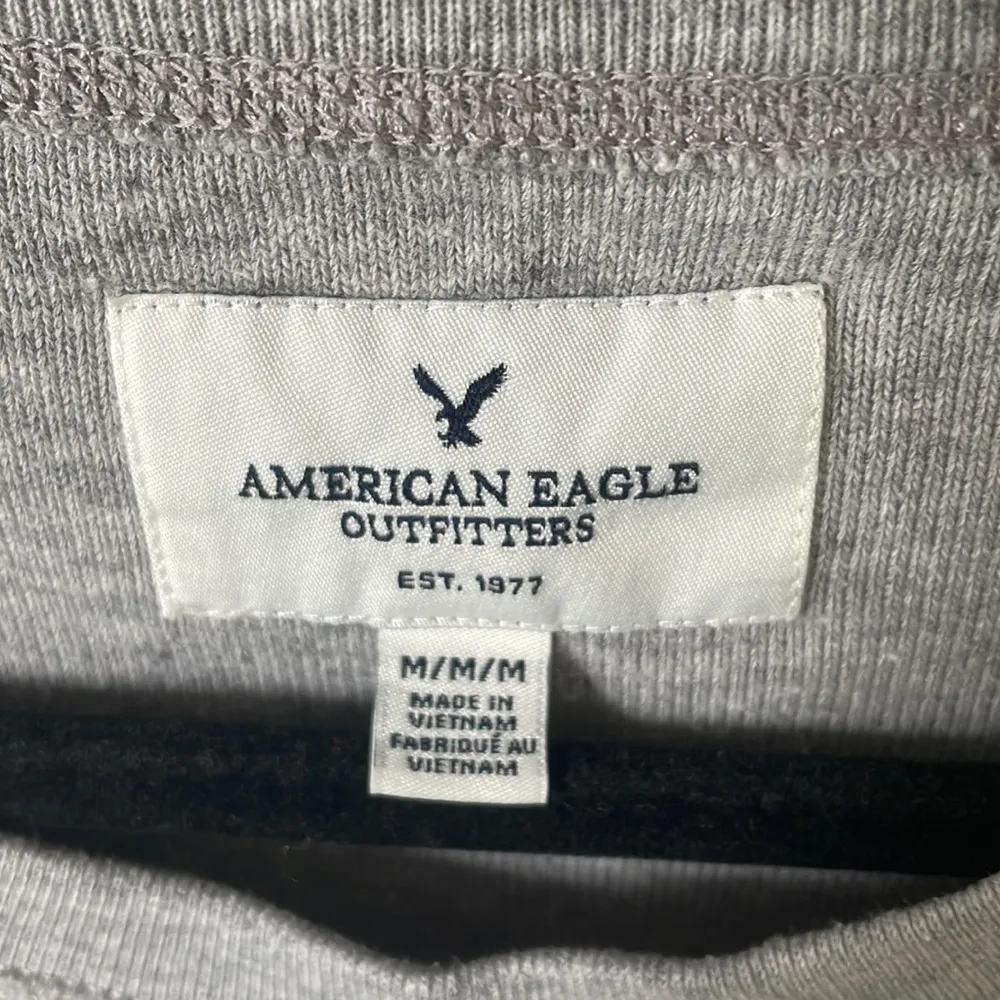 AMERICAN EAGLE
OUTFITTERS
EST. 1977
M/M/M
MADE IN
VIETNAM
FABRIQUÉ AU
VIETNAM